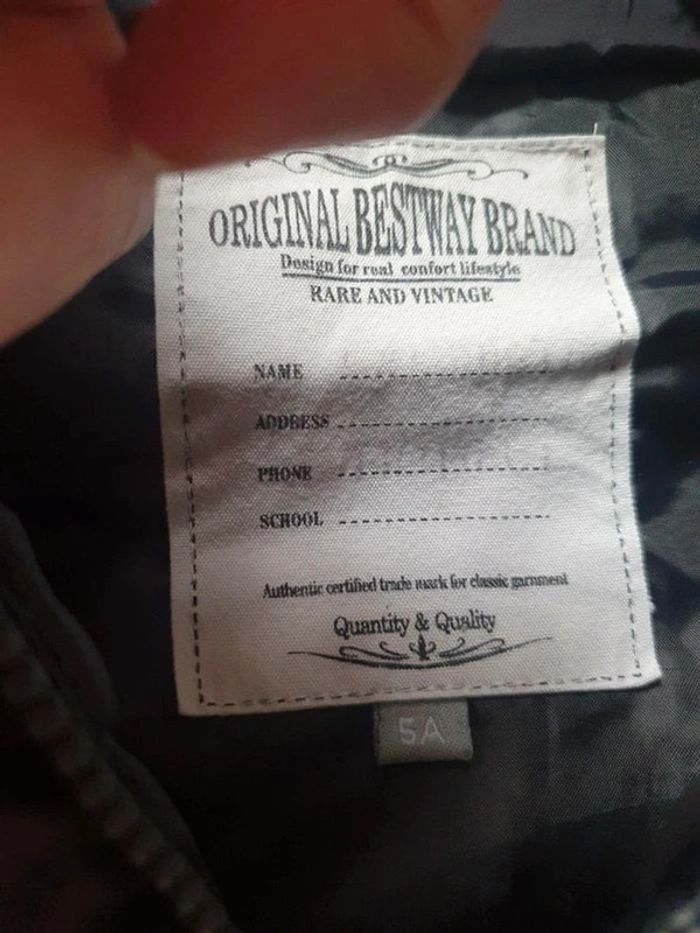 ORIGINAL BESTWAY BRAND
Design for real confort lifestyle
RARE AND VINTAGE
NAME
ADDRESS
PHONE
SCHOOL
Authentic certified trade mark for classic garnment
Quantity & Quality
5A